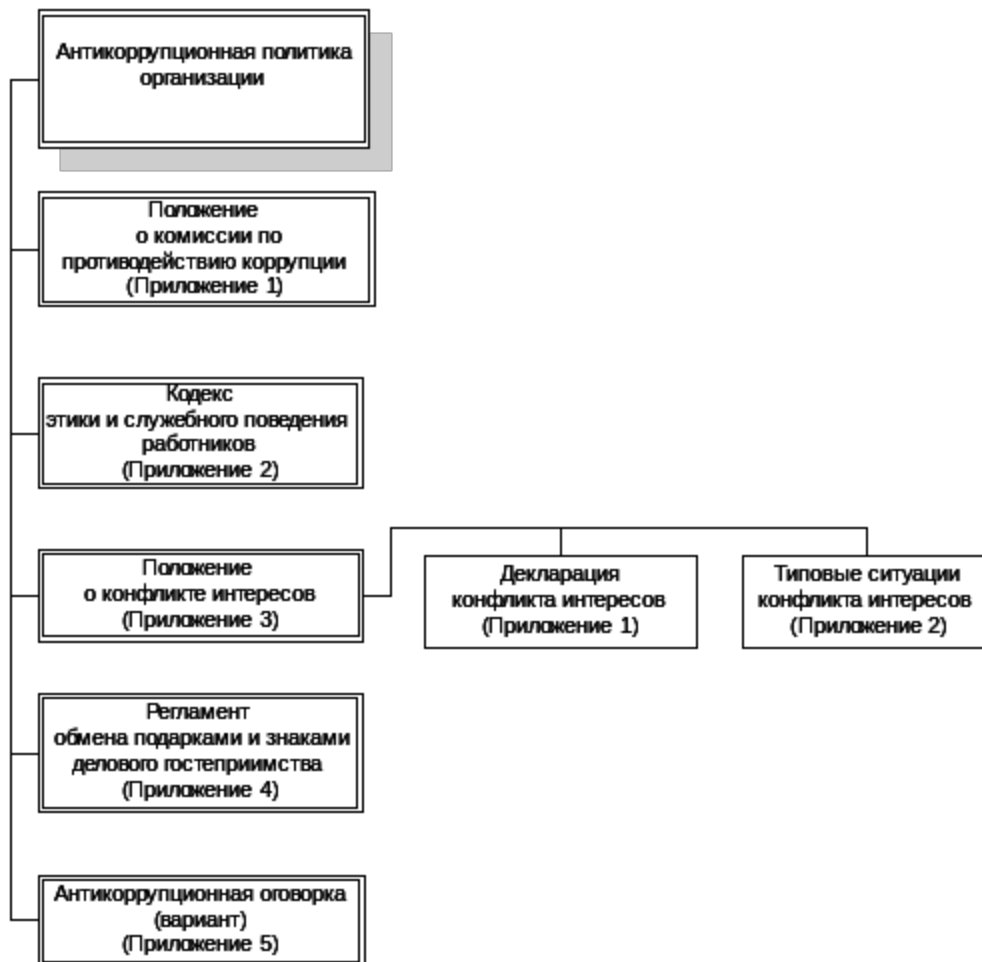 Антикоррупционная политика
организации
Положение
о комиссии по
противодействию коррупции
(Приложение 1)
Кодекс
этики и служебного поведения
работников
(Приложение 2)
Положение
о конфликте интересов
(Приложение 3)
Декларация
конфликта интересов
(Приложение 1)
Типовые ситуации
конфликта интересов
(Приложение 2)
Регламент
обмена подарками и знаками
делового гостеприимства
(Приложение 4)
Антикоррупционная оговорка
(вариант)
(Приложение 5)